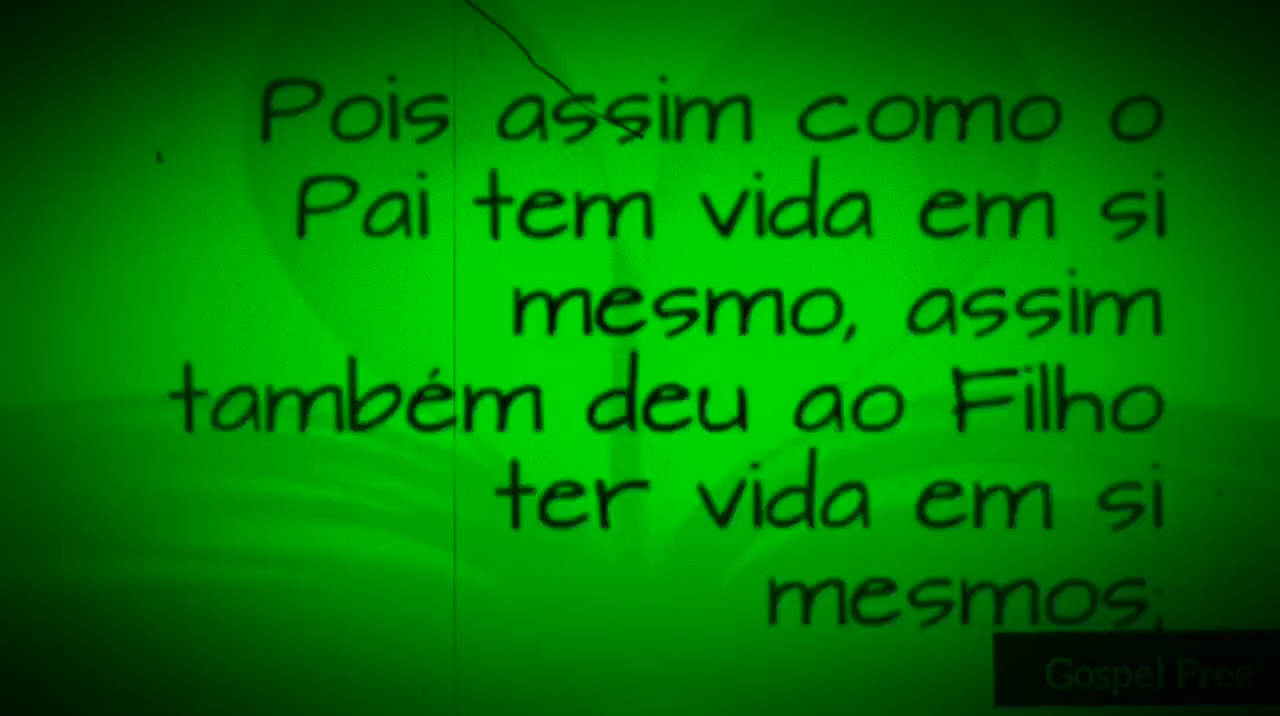 Pois assim como o
Pai tem vida em si
mesmo, assim
também deu ao Filho
ter vida em si
mesmos;
Gospel Free